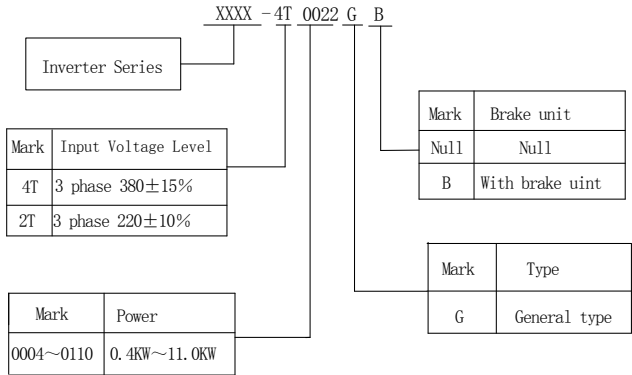 XXXX -4T 0022 G B
Inverter Series
Mark Input Voltage Level
4T 3 phase 380±15%
2T 3 phase 220±10%
Mark Power
0004～0110 0.4KW～11.0KW
Mark Brake unit
Null Null
B With brake uint
Mark Type
G General type